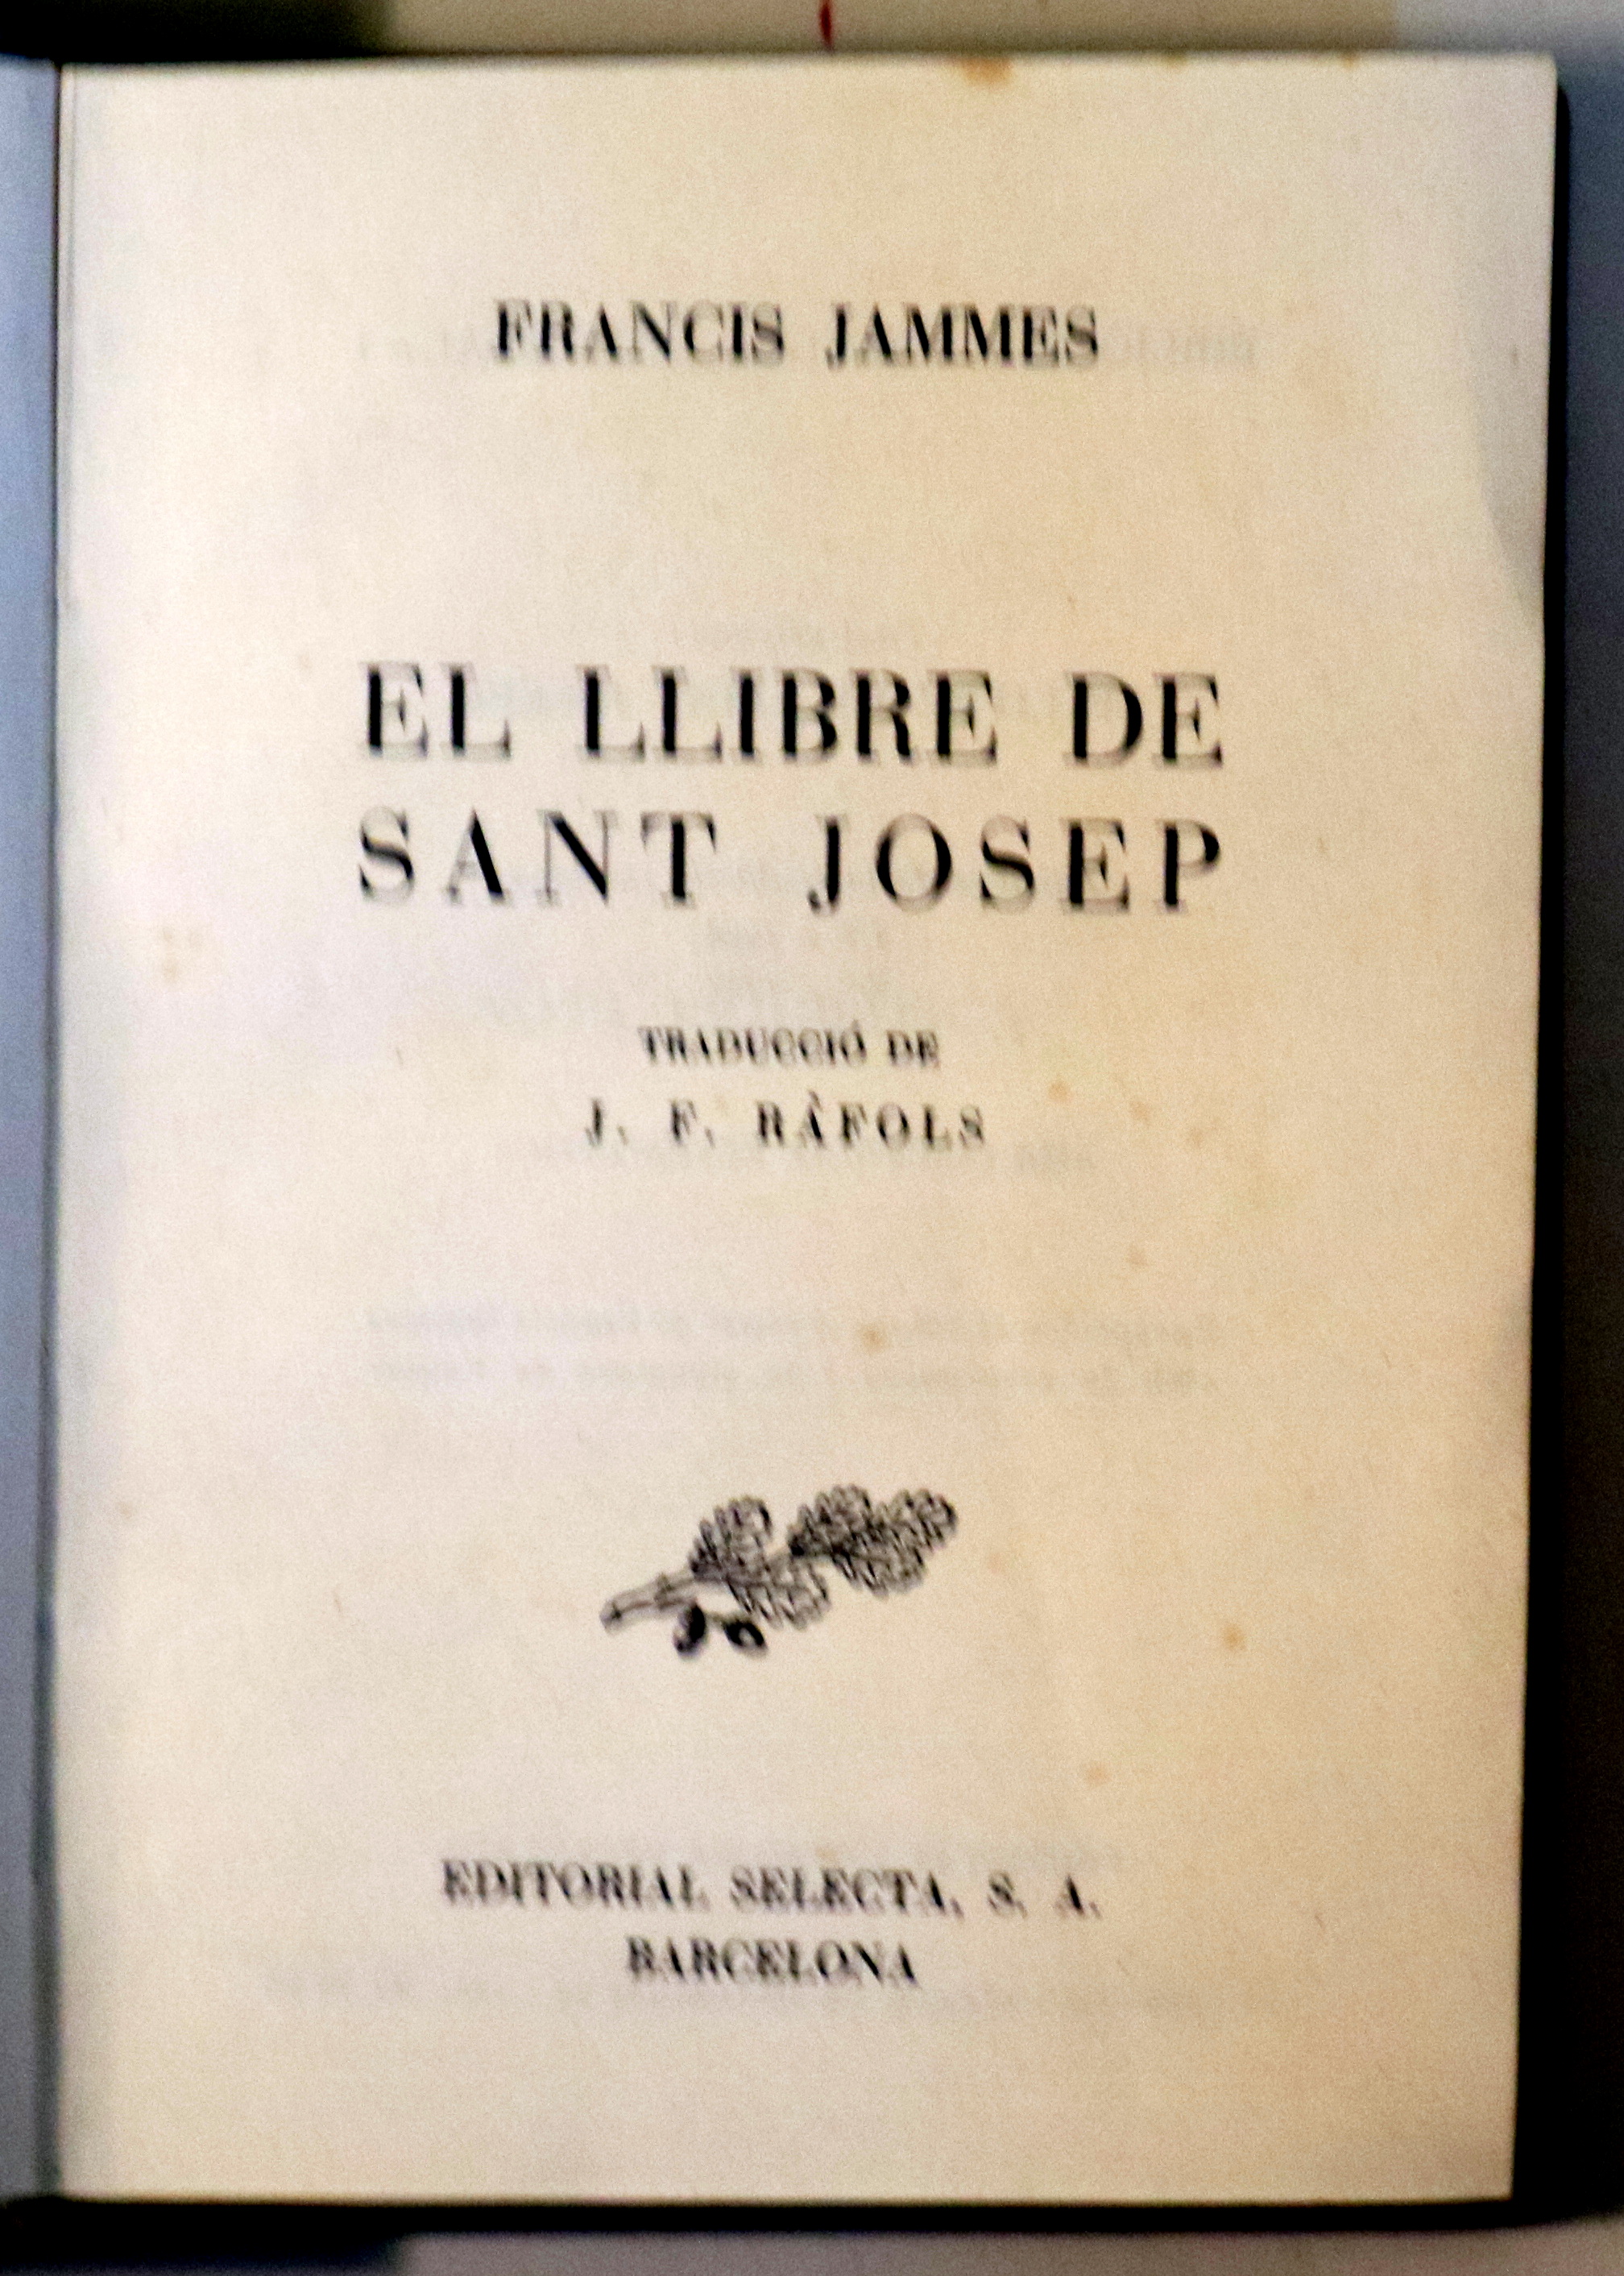 FRANCIS JAMMES
EL LLIBRE DE
SANT JOSEP
TRADUCCIÓ DE
J. F. RÀFOLS
EDITORIAL SELECTA, S. A.
BARCELONA